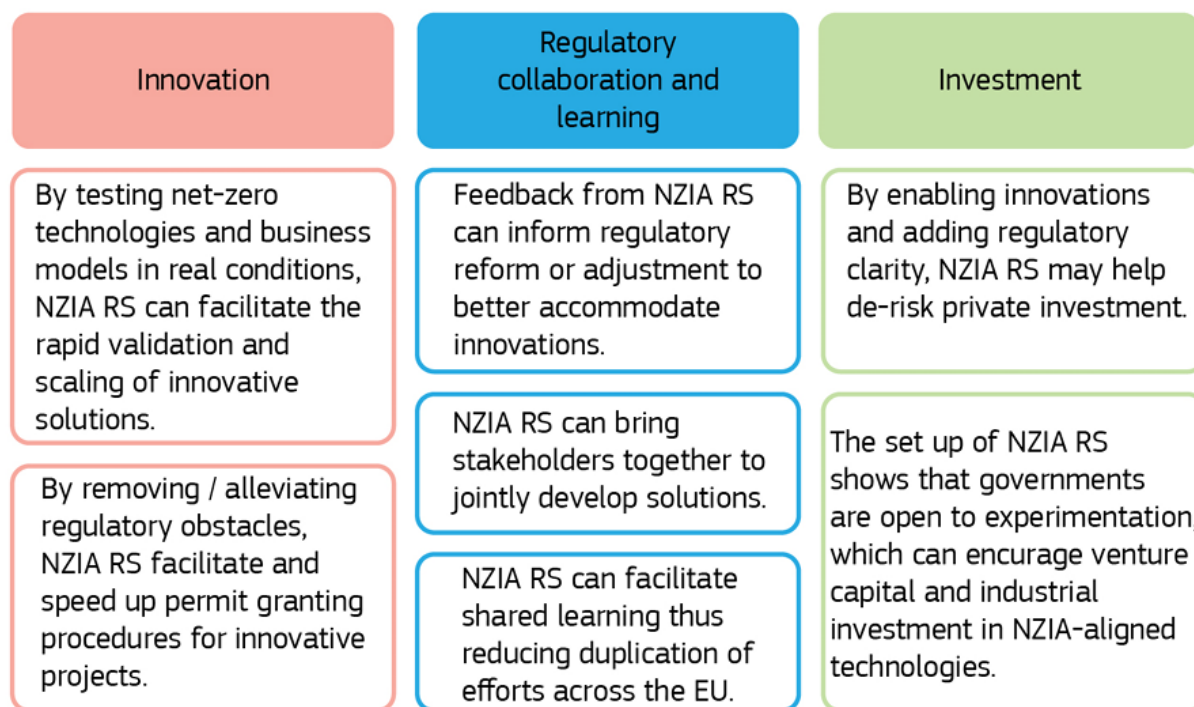 Innovation
By testing net-zero
technologies and business
models in real conditions,
NZIA RS can facilitate the
rapid validation and
scaling of innovative
solutions.
By removing / alleviating
regulatory obstacles,
NZIA RS facilitate and
speed up permit granting
procedures for innovative
projects.
Regulatory
collaboration and
learning
Feedback from NZIA RS
can inform regulatory
reform or adjustment to
better accommodate
innovations.
NZIA RS can bring
stakeholders together to
jointly develop solutions.
NZIA RS can facilitate
shared learning thus
reducing duplication of
efforts across the EU.
Investment
By enabling innovations
and adding regulatory
clarity, NZIA RS may help
de-risk private investment.
The set up of NZIA RS
shows that governments
are open to experimentation,
which can encurage venture
capital and industrial
investment in NZIA-aligned
technologies.